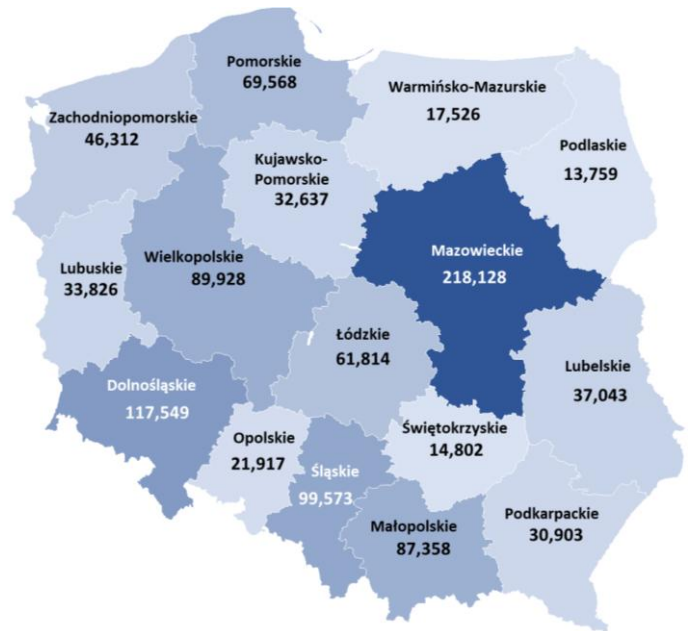 Pomorskie
69,568
Warmińsko-Mazurskie
17,526
Zachodniopomorskie
46,312
Podlaskie
13,759
Kujawsko-
Pomorskie
32,637
Mazowieckie
218,128
Wielkopolskie
89,928
Lubuskie
33,826
Łódzkie
61,814
Lubelskie
37,043
Dolnośląskie
117,549
Opolskie
21,917
Śląskie
99,573
Świętokrzyskie
14,802
Małopolskie
87,358
Podkarpackie
30,903